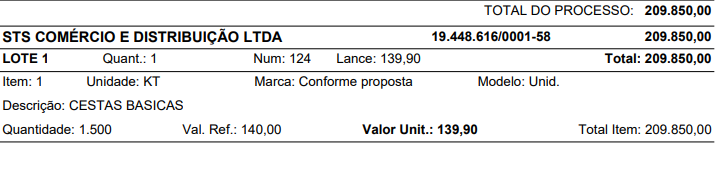 TOTAL DO PROCESSO: 209.850,00
STS COMÉRCIO E DISTRIBUIÇÃO LTDA 19.448.616/0001-58 209.850,00
LOTE 1 Quant.: 1 Num: 124 Lance: 139,90 Total: 209.850,00
Item: 1 Unidade: KT Marca: Conforme proposta Modelo: Unid.
Descrição: CESTAS BASICAS
Quantidade: 1.500 Val. Ref.: 140,00 Valor Unit.: 139,90 Total Item: 209.850,00